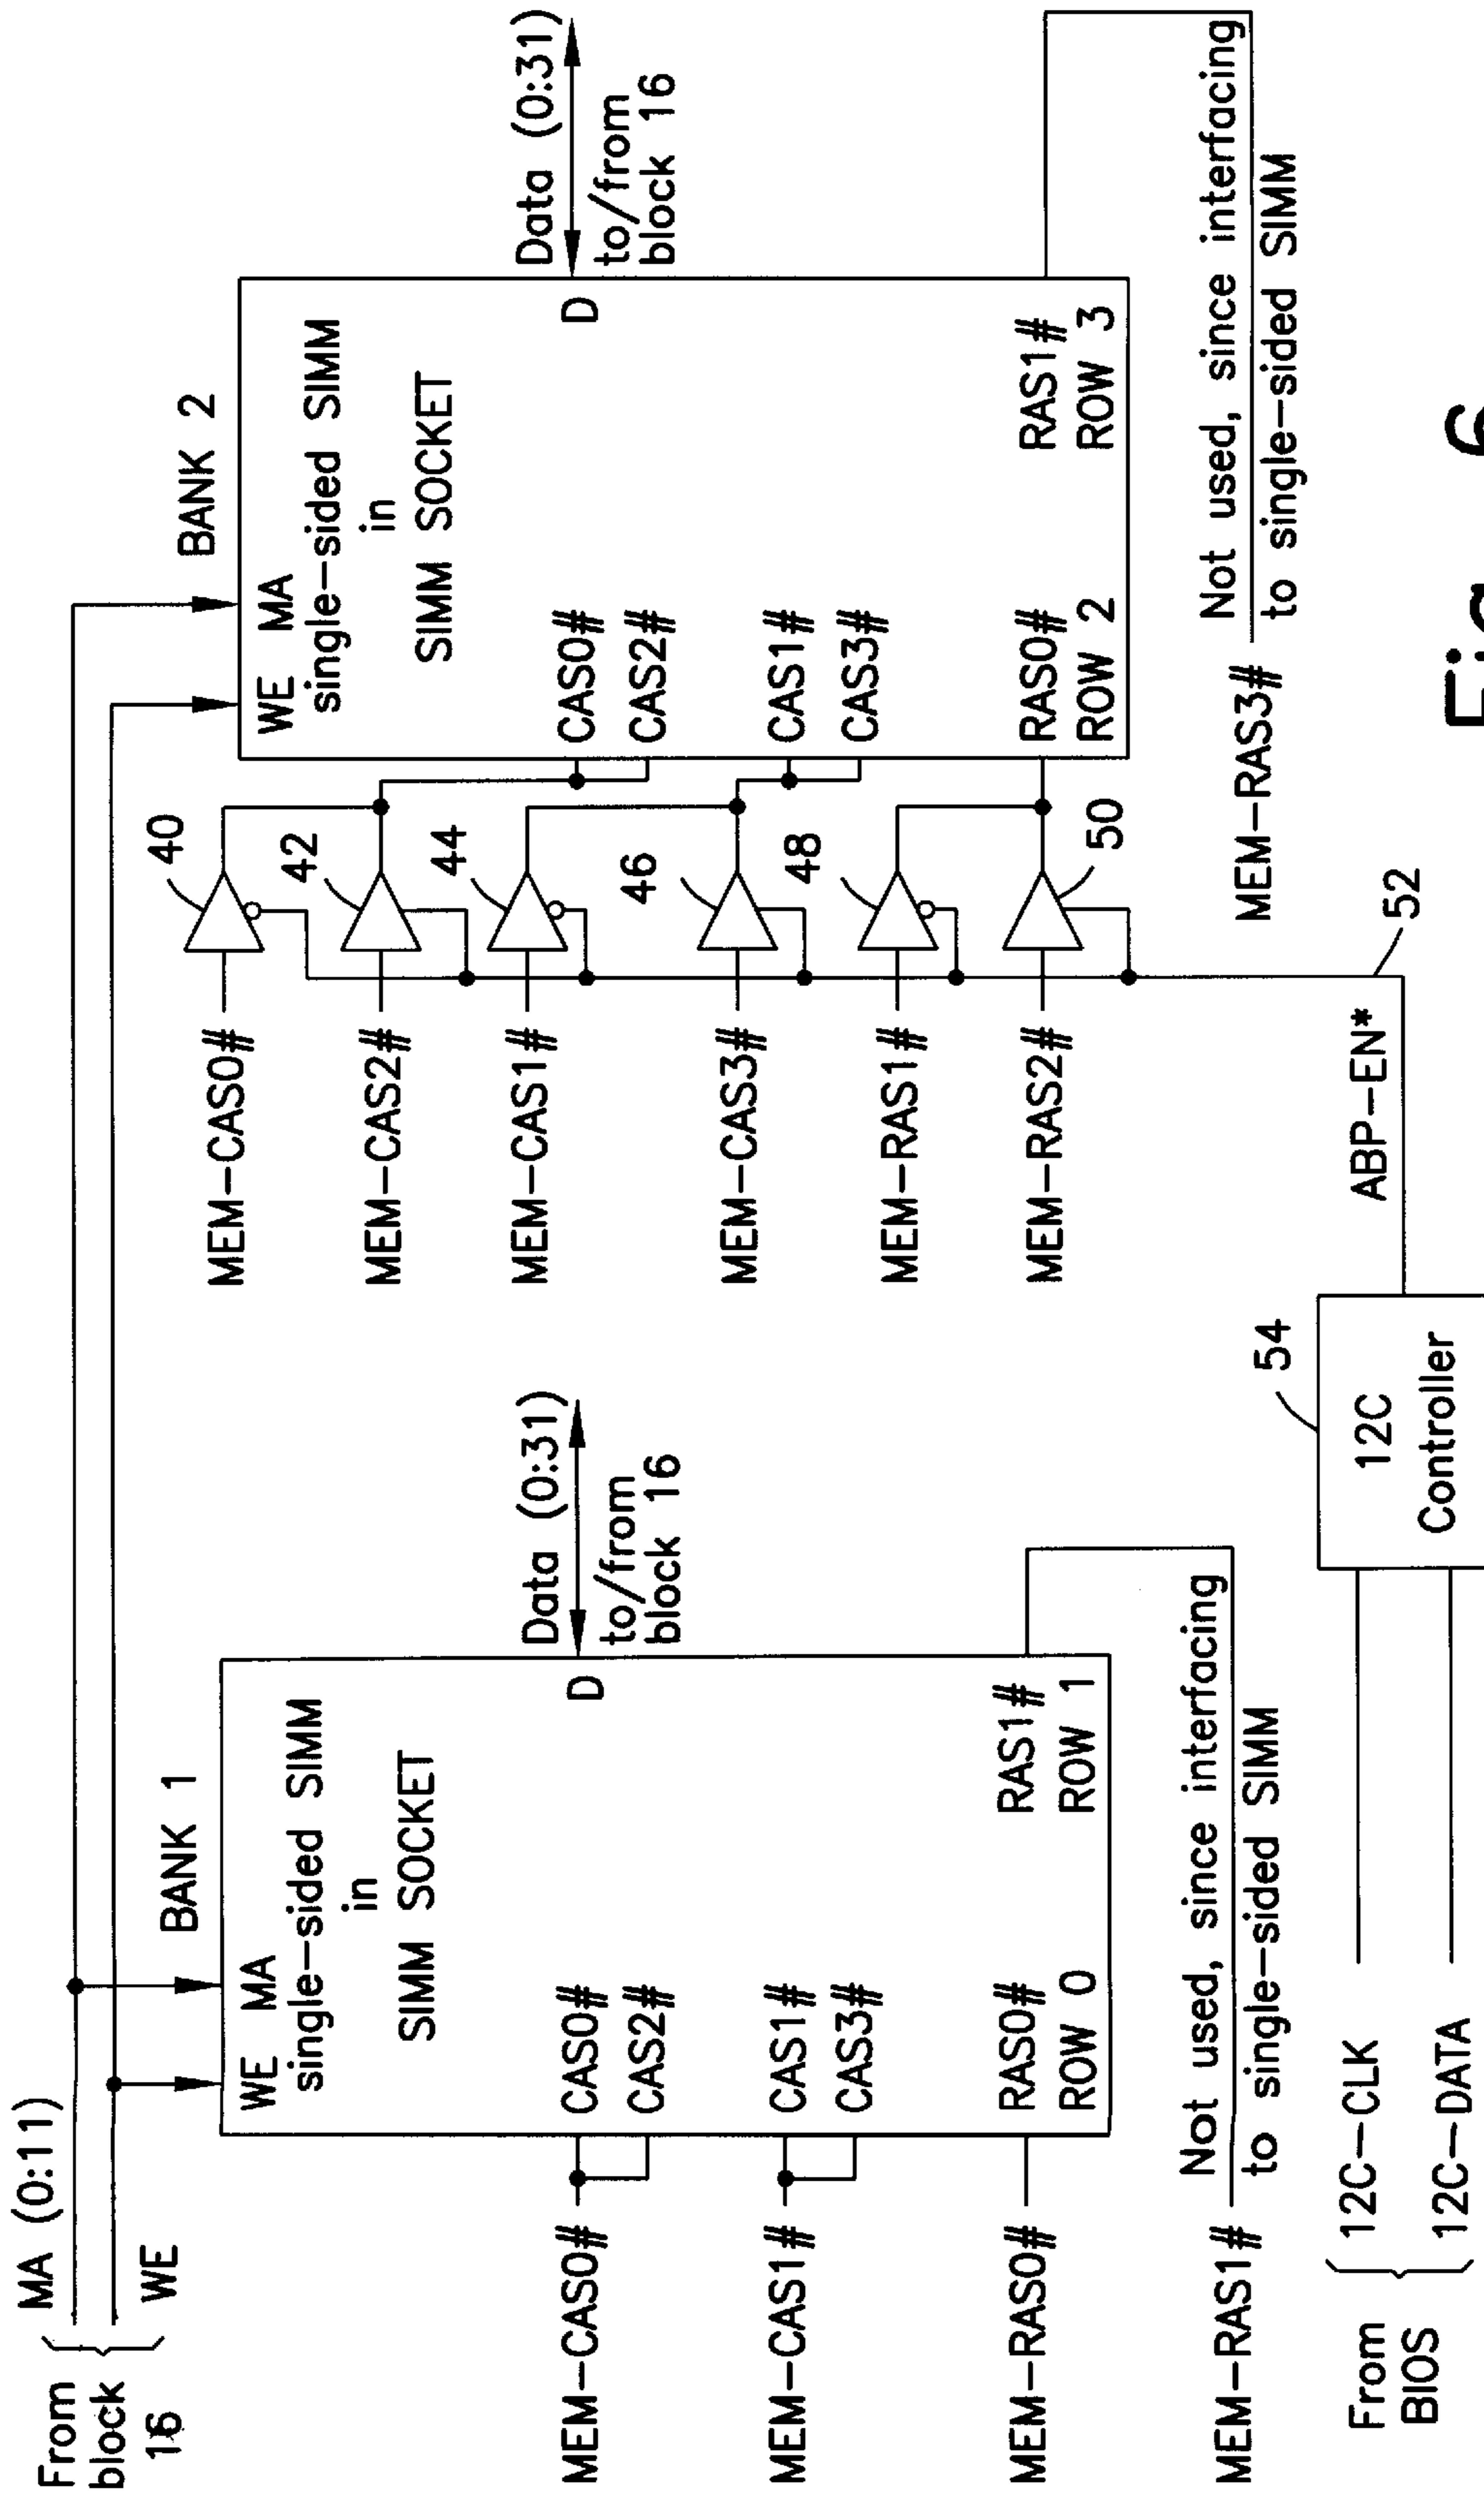 From
block
16
MA (0:11)
WE
BANK 1
WE MA
single-sided SIMM
in
SIMM SOCKET
CAS0#
CAS2#
CAS1#
CAS3#
RAS0#
ROW 0
RAS1#
ROW 1
D
Data (0:31)
to/from
block 16
MEM-CAS0#
MEM-CAS1#
MEM-RAS0#
MEM-RAS1#
Not used, since interfacing
to single-sided SIMM
MEM-CAS0#
MEM-CAS2#
MEM-CAS1#
MEM-CAS3#
MEM-RAS1#
MEM-RAS2#
40
42
44
46
48
50
BANK 2
WE MA
single-sided SIMM
in
SIMM SOCKET
CAS0#
CAS2#
CAS1#
CAS3#
RAS0#
ROW 2
RAS1#
ROW 3
D
Data (0:31)
to/from
block 16
MEM-RAS3#
Not used, since interfacing
to single-sided SIMM
52
ABP-EN*
54
12C
Controller
From
BIOS
12C-CLK
12C-DATA